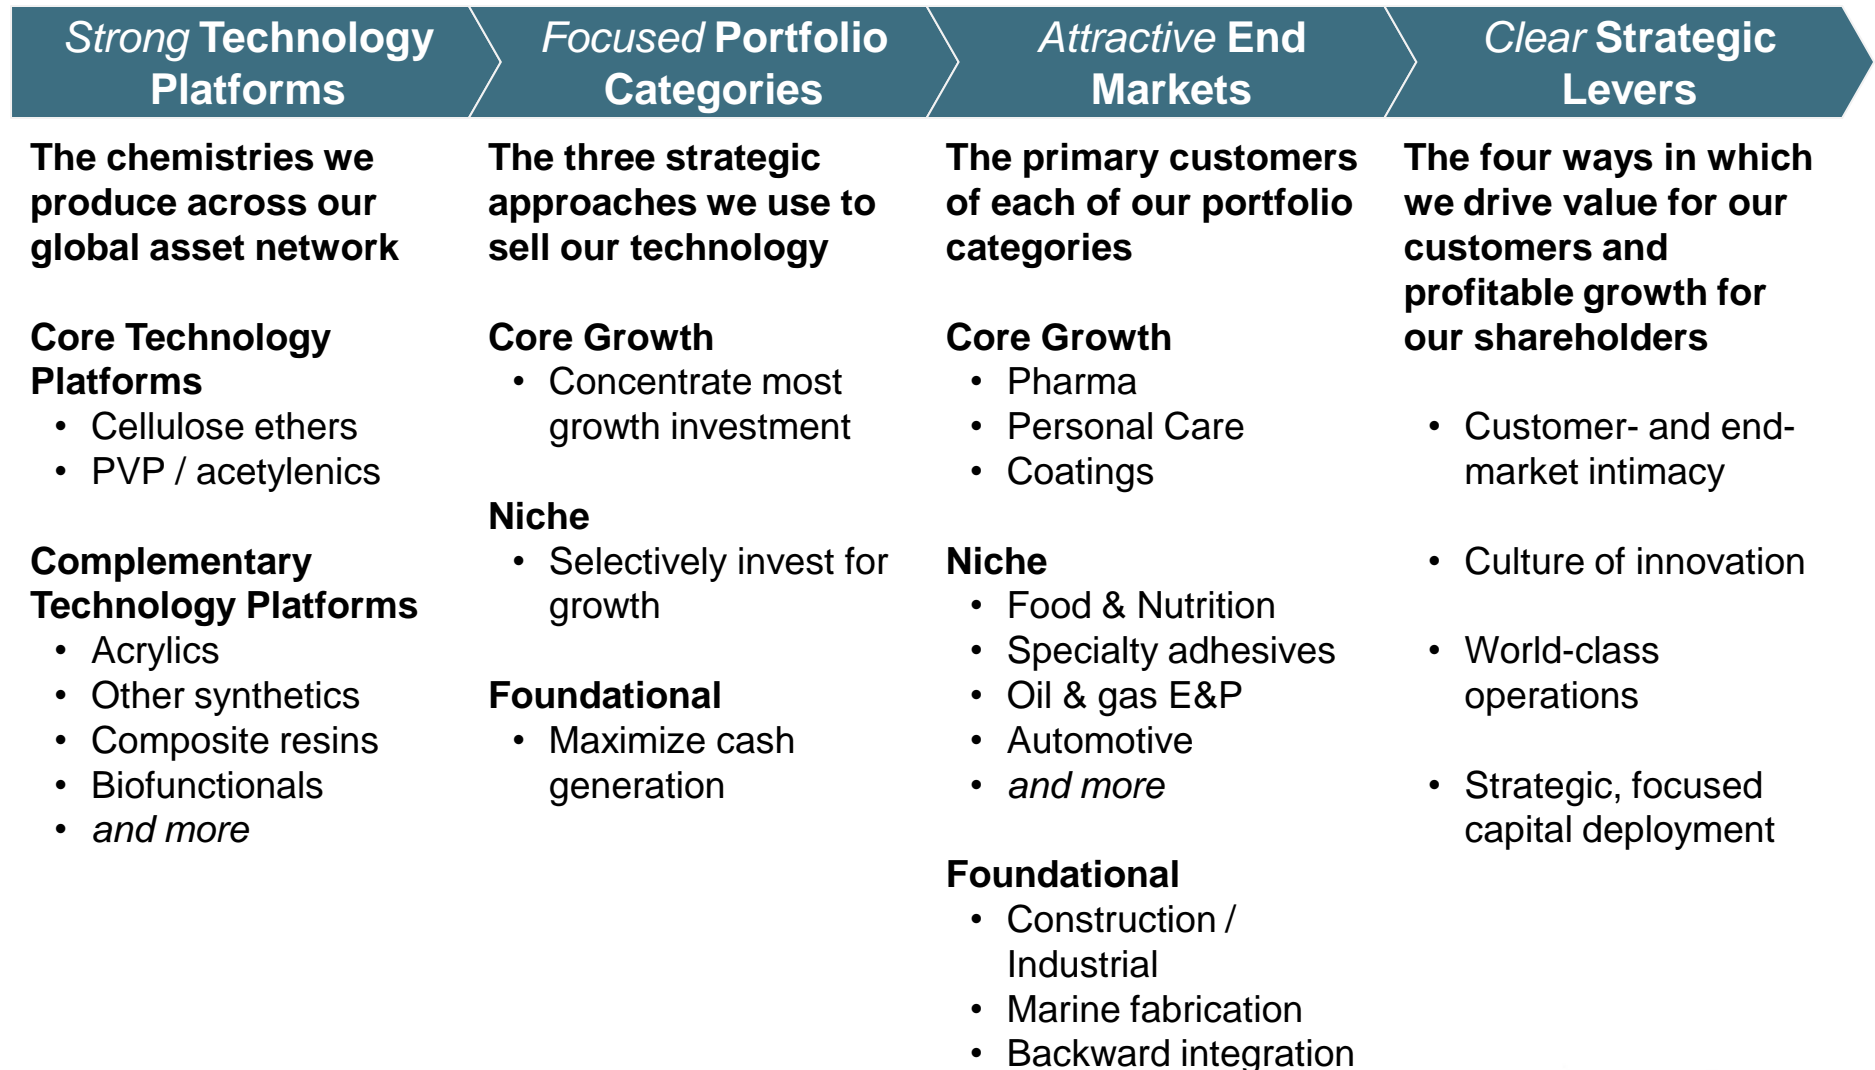 Strong Technology
Platforms
Focused Portfolio
Categories
Attractive End
Markets
Clear Strategic
Levers
The chemistries we
produce across our
global asset network
Core Technology
Platforms
• Cellulose ethers
• PVP / acetylenics
Complementary
Technology Platforms
• Acrylics
• Other synthetics
• Composite resins
• Biofunctionals
• and more
The three strategic
approaches we use to
sell our technology
Core Growth
• Concentrate most
growth investment
Niche
• Selectively invest for
growth
Foundational
• Maximize cash
generation
The primary customers
of each of our portfolio
categories
Core Growth
• Pharma
• Personal Care
• Coatings
Niche
• Food & Nutrition
• Specialty adhesives
• Oil & gas E&P
• Automotive
• and more
Foundational
• Construction /
Industrial
• Marine fabrication
• Backward integration
The four ways in which
we drive value for our
customers and
profitable growth for
our shareholders
• Customer- and end-
market intimacy
• Culture of innovation
• World-class
operations
• Strategic, focused
capital deployment